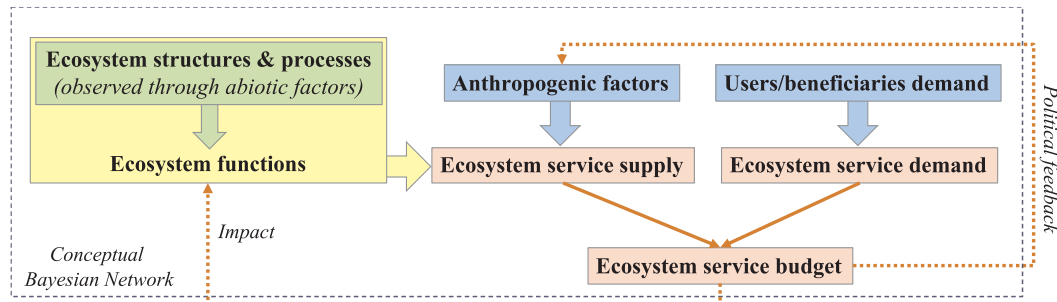 Ecosystem structures & processes
(observed through abiotic factors)
Ecosystem functions
Anthropogenic factors
Users/beneficiaries demand
Ecosystem service supply
Ecosystem service demand
Political feedback
Impact
Conceptual
Bayesian Network
Ecosystem service budget